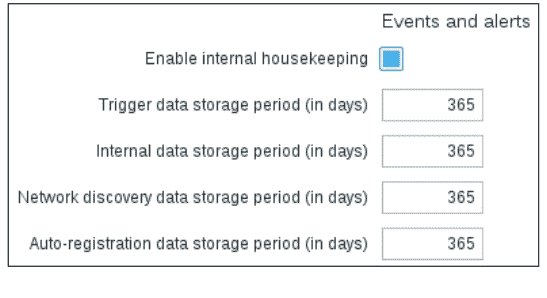 Events and alerts
Enable internal housekeeping
Trigger data storage period (in days) 365
Internal data storage period (in days) 365
Network discovery data storage period (in days) 365
Auto-registration data storage period (in days) 365